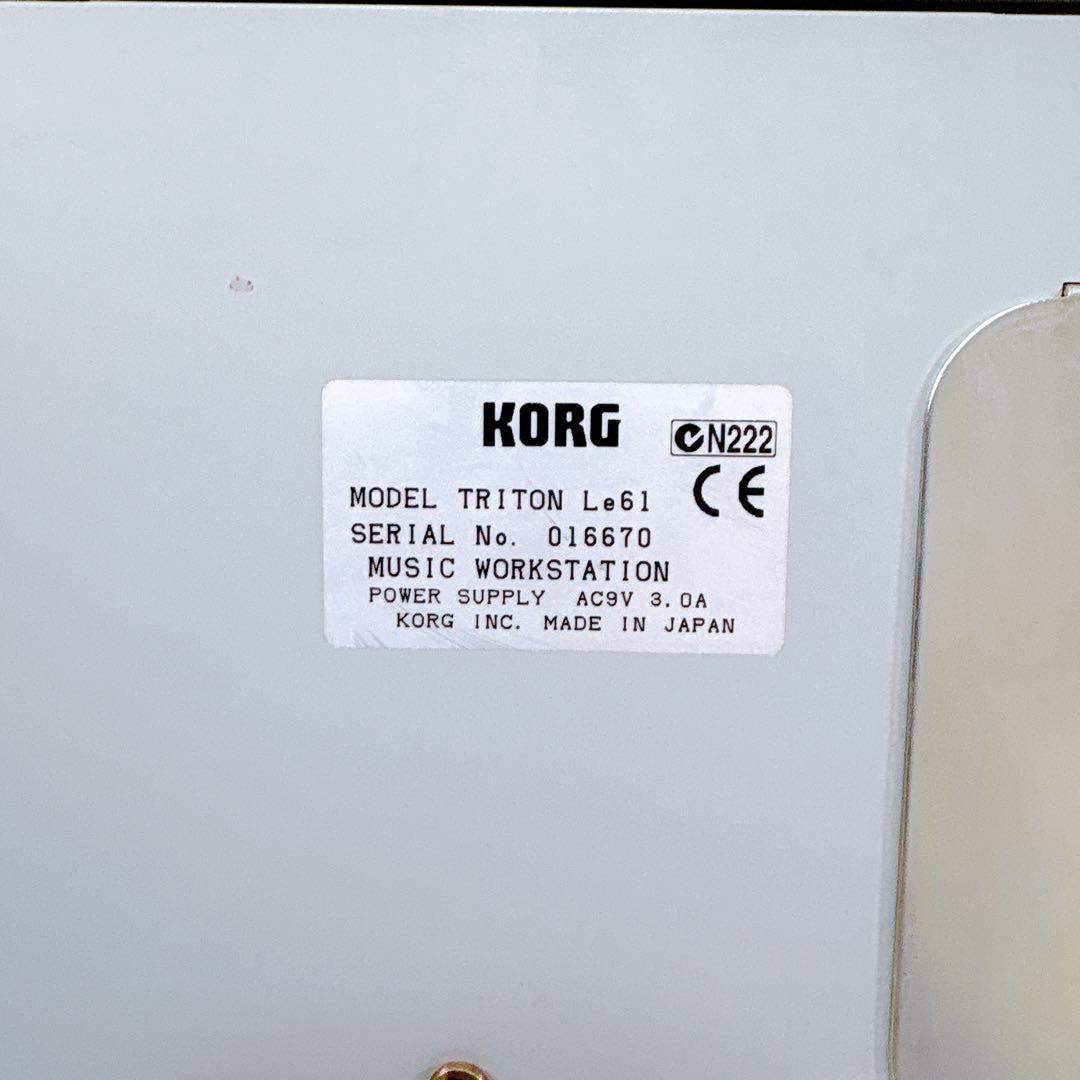 KORG
N222
CE
MODEL TRITON Le61
SERIAL No. 016670
MUSIC WORKSTATION
POWER SUPPLY AC9V 3.0A
KORG INC. MADE IN JAPAN